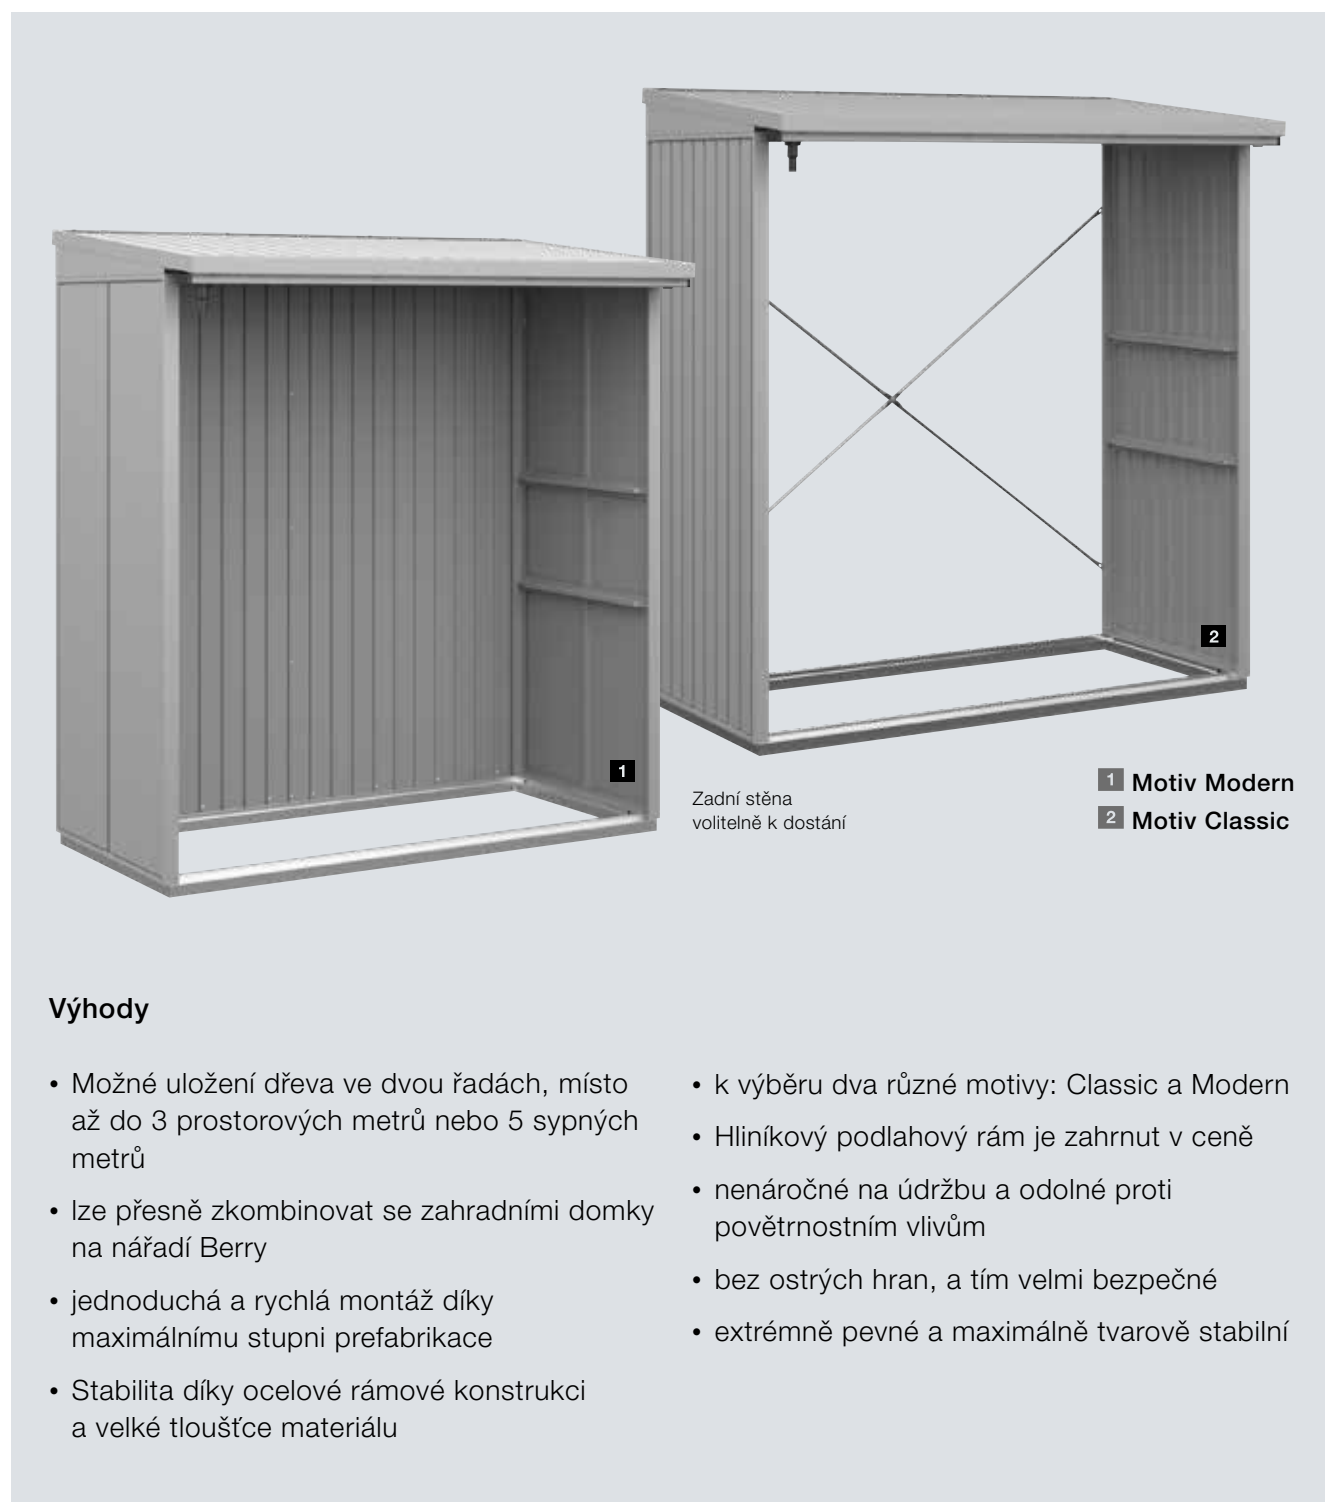 2
1
Zadní stěna
volitelně k dostání
1 Motiv Modern
2 Motiv Classic
Výhody
• Možné uložení dřeva ve dvou řadách, místo
až do 3 prostorových metrů nebo 5 sypných
metrů
• lze přesně zkombinovat se zahradními domky
na nářadí Berry
• jednoduchá a rychlá montáž díky
maximálnímu stupni prefabrikace
• Stabilita díky ocelové rámové konstrukci
a velké tloušťce materiálu
• k výběru dva různé motivy: Classic a Modern
• Hliníkový podlahový rám je zahrnut v ceně
• nenáročné na údržbu a odolné proti
povětrnostním vlivům
• bez ostrých hran, a tím velmi bezpečné
• extrémně pevné a maximálně tvarově stabilní